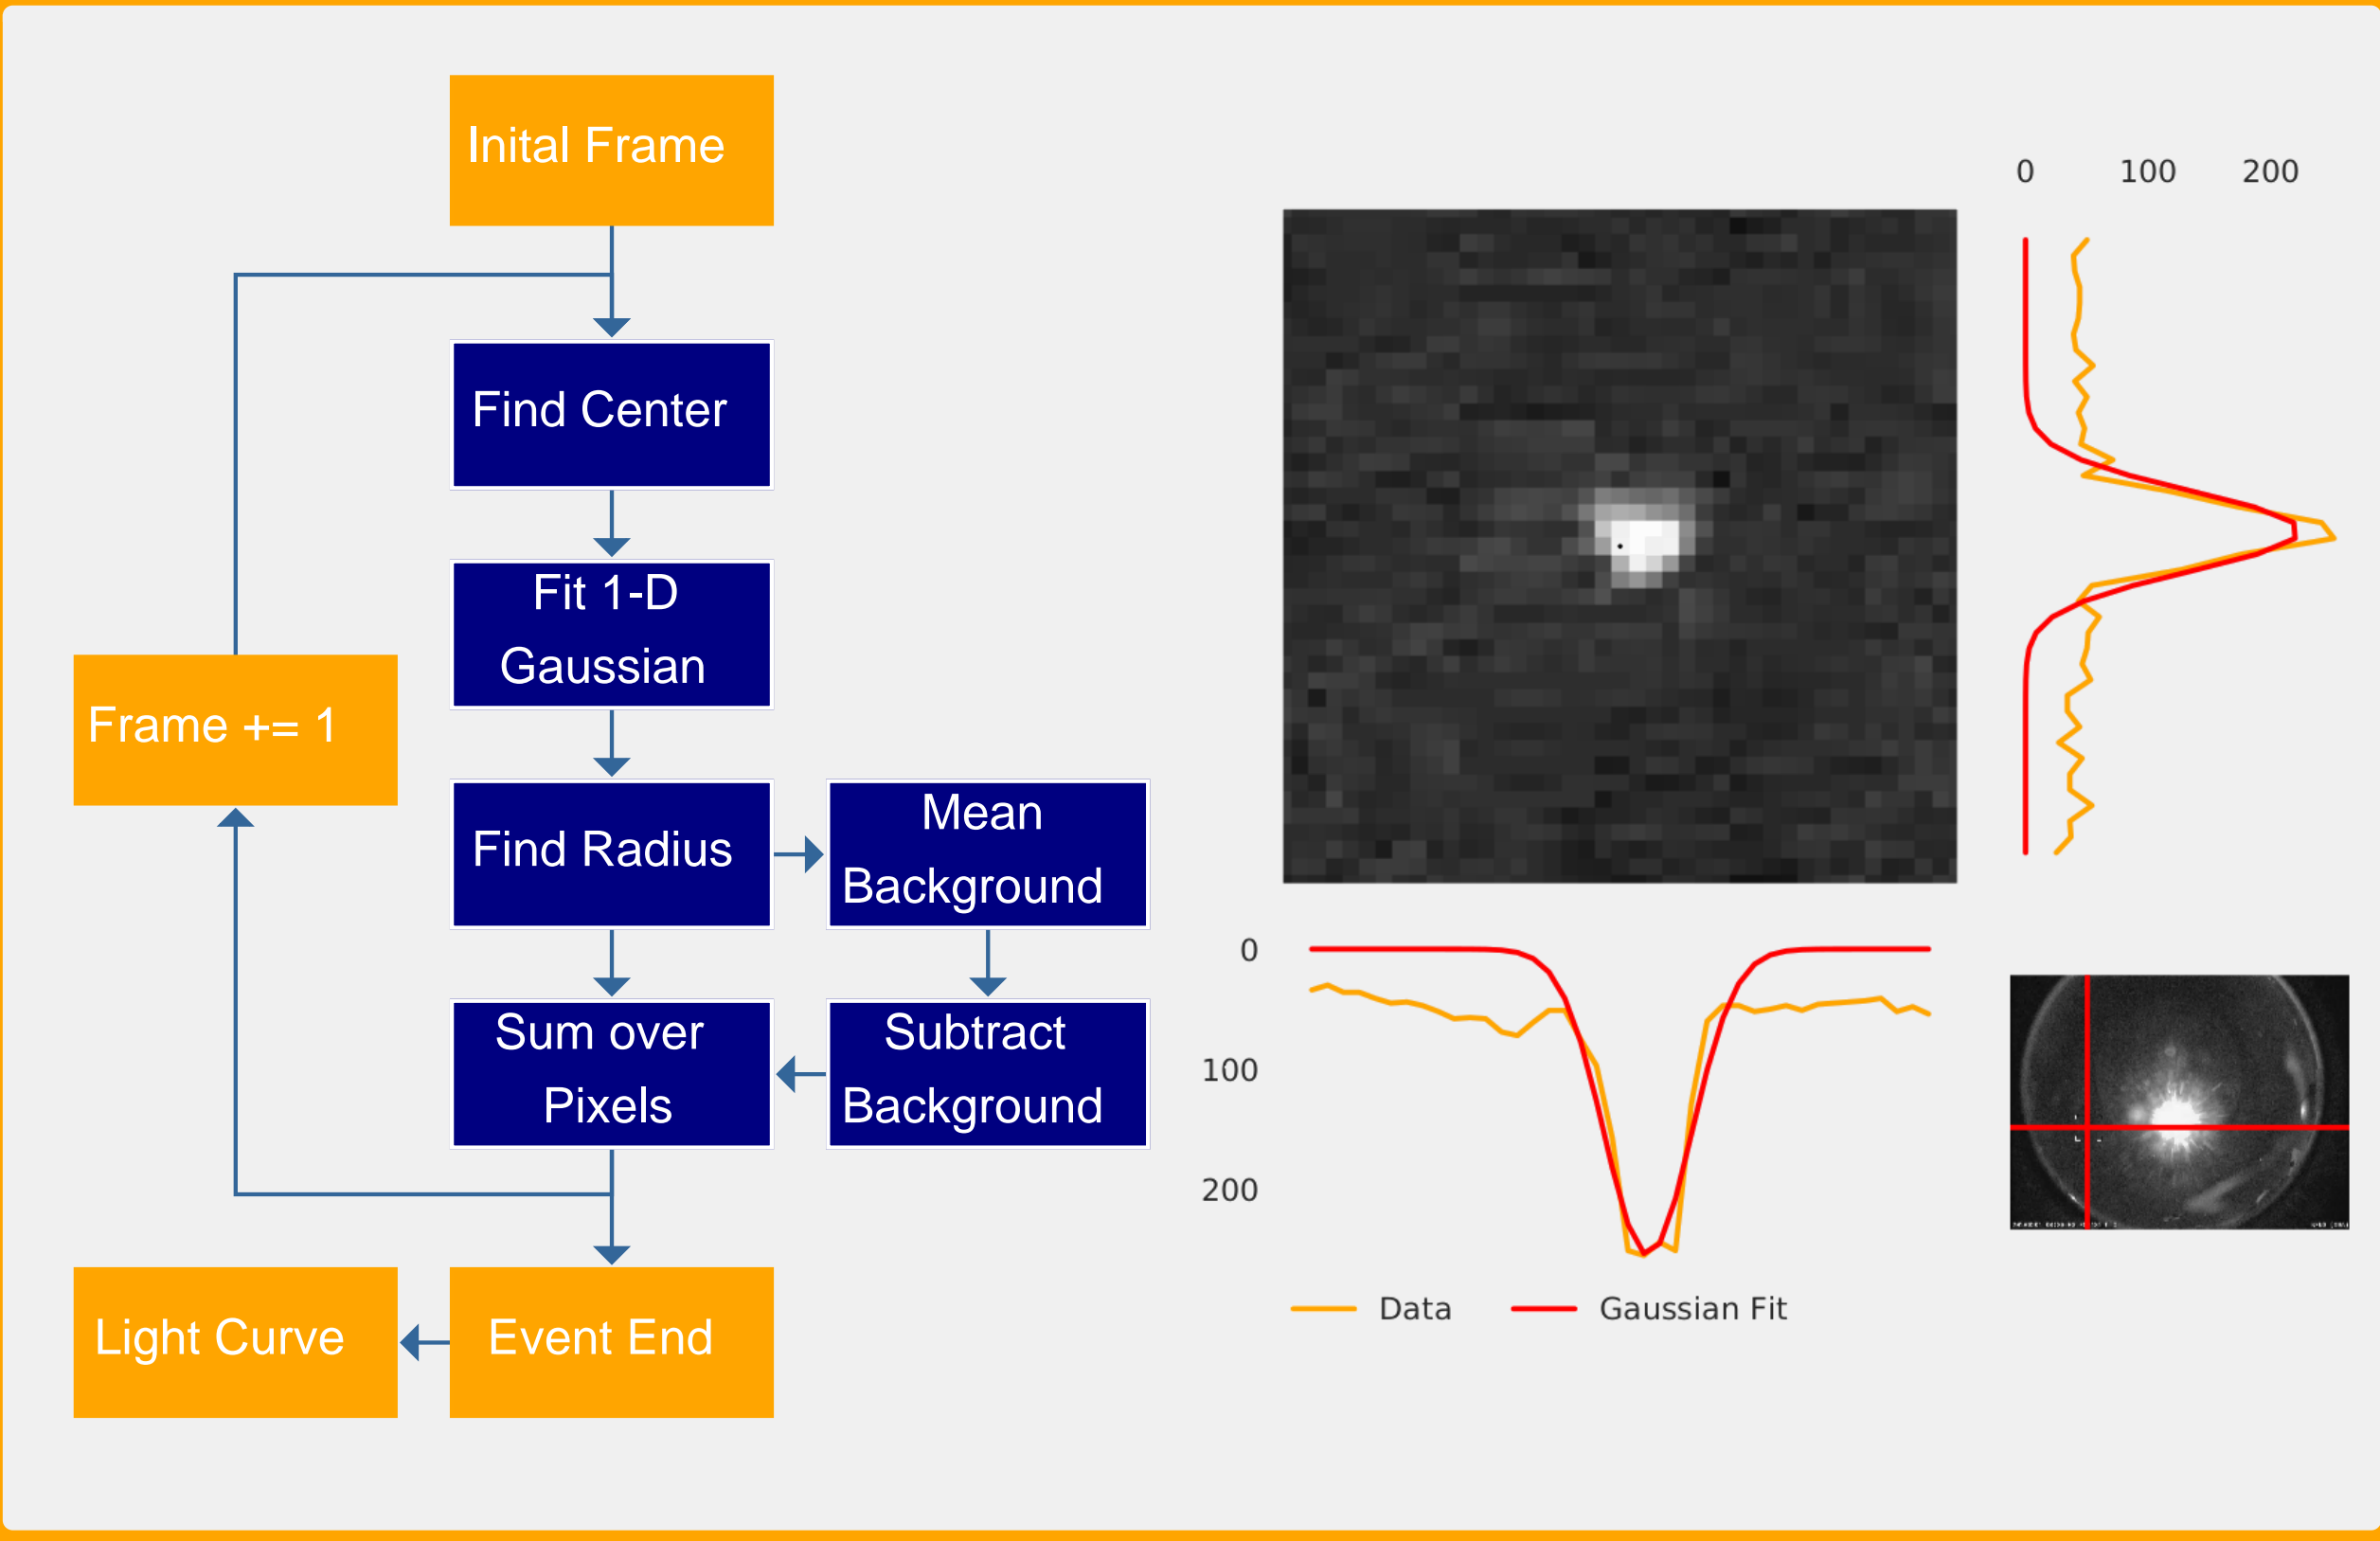 Inital Frame
Find Center
Fit 1-D
Gaussian
Frame += 1
Find Radius
Mean
Background
Sum over
Pixels
Subtract
Background
Light Curve
Event End
0 100 200
0
100
200
Data
Gaussian Fit